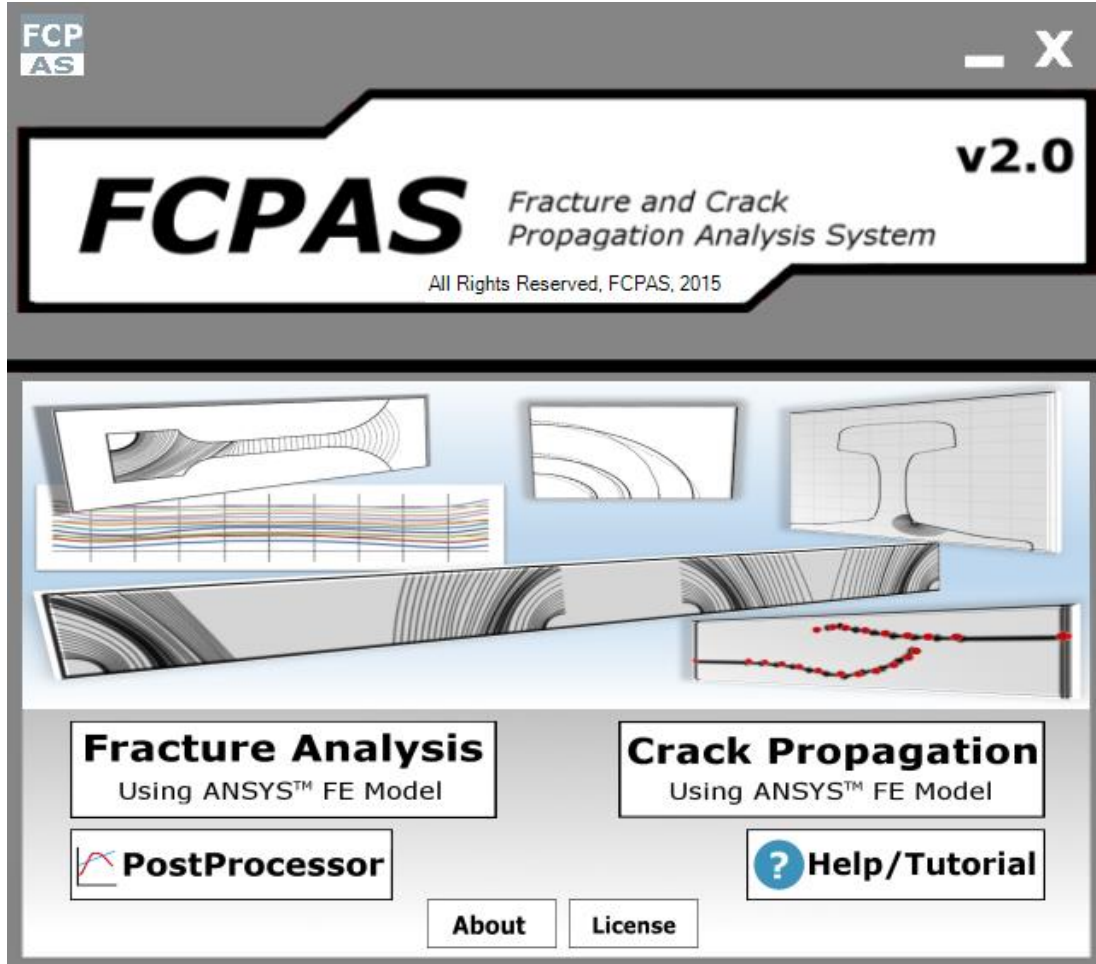 FCP
AS
X
v2.0
FCPAS
Fracture and Crack
Propagation Analysis System
All Rights Reserved, FCPAS, 2015
Fracture Analysis
Using ANSYS™ FE Model
Crack Propagation
Using ANSYS™ FE Model
PostProcessor
? Help/Tutorial
About
License